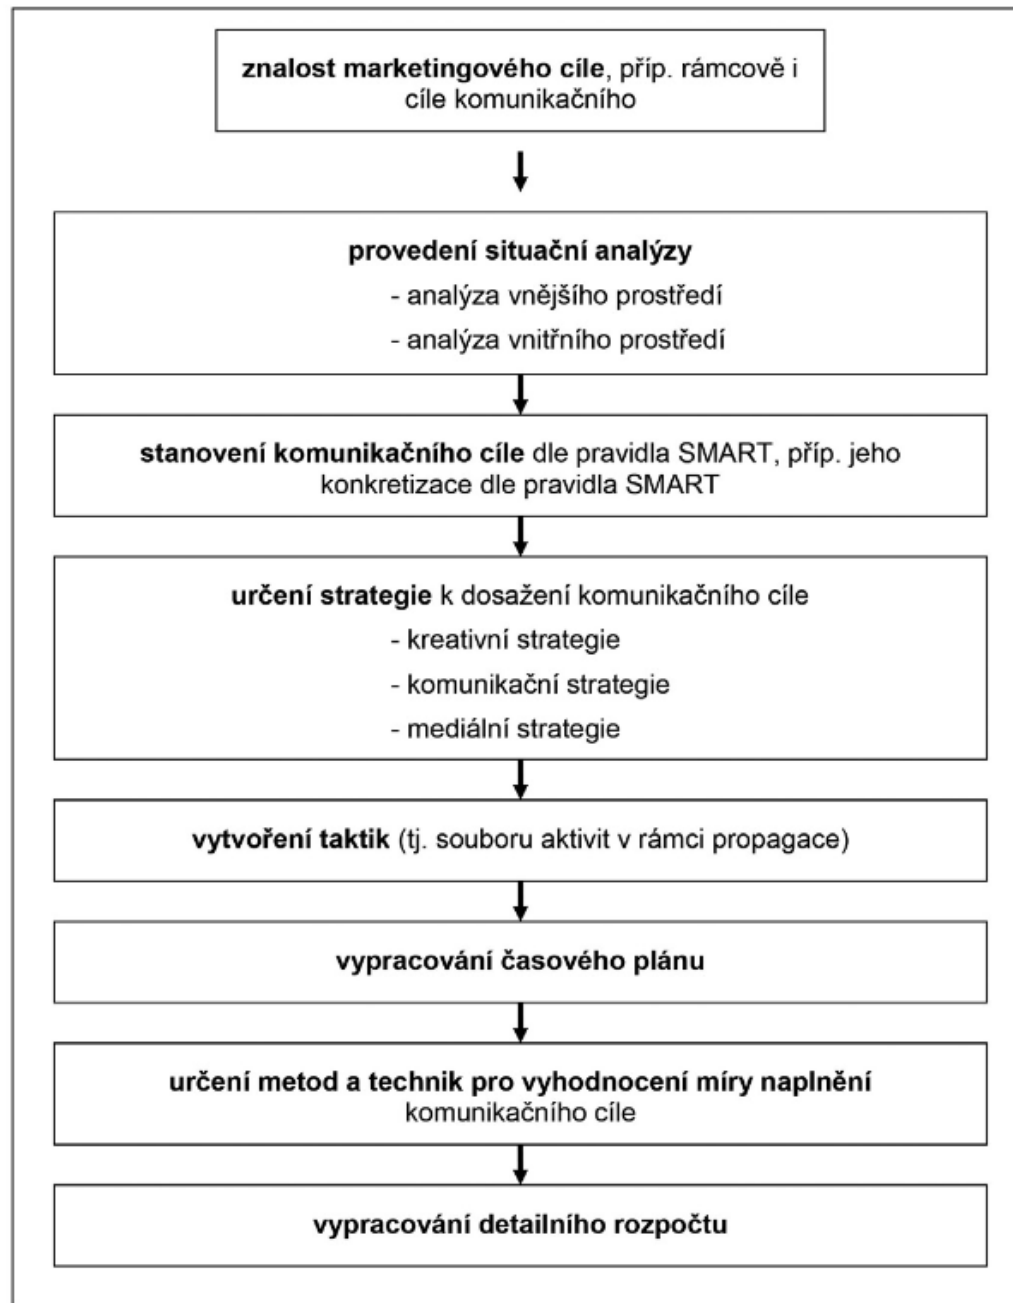 znalost marketingového cíle, příp. rámcově i
cíle komunikačního
provedení situační analýzy
- analýza vnějšího prostředí
- analýza vnitřního prostředí
stanovení komunikačního cíle dle pravidla SMART, příp. jeho
konkretizace dle pravidla SMART
určení strategie k dosažení komunikačního cíle
- kreativní strategie
- komunikační strategie
- mediální strategie
vytvoření taktik (tj. souboru aktivit v rámci propagace)
vypracování časového plánu
určení metod a technik pro vyhodnocení míry naplnění
komunikačního cíle
vypracování detailního rozpočtu